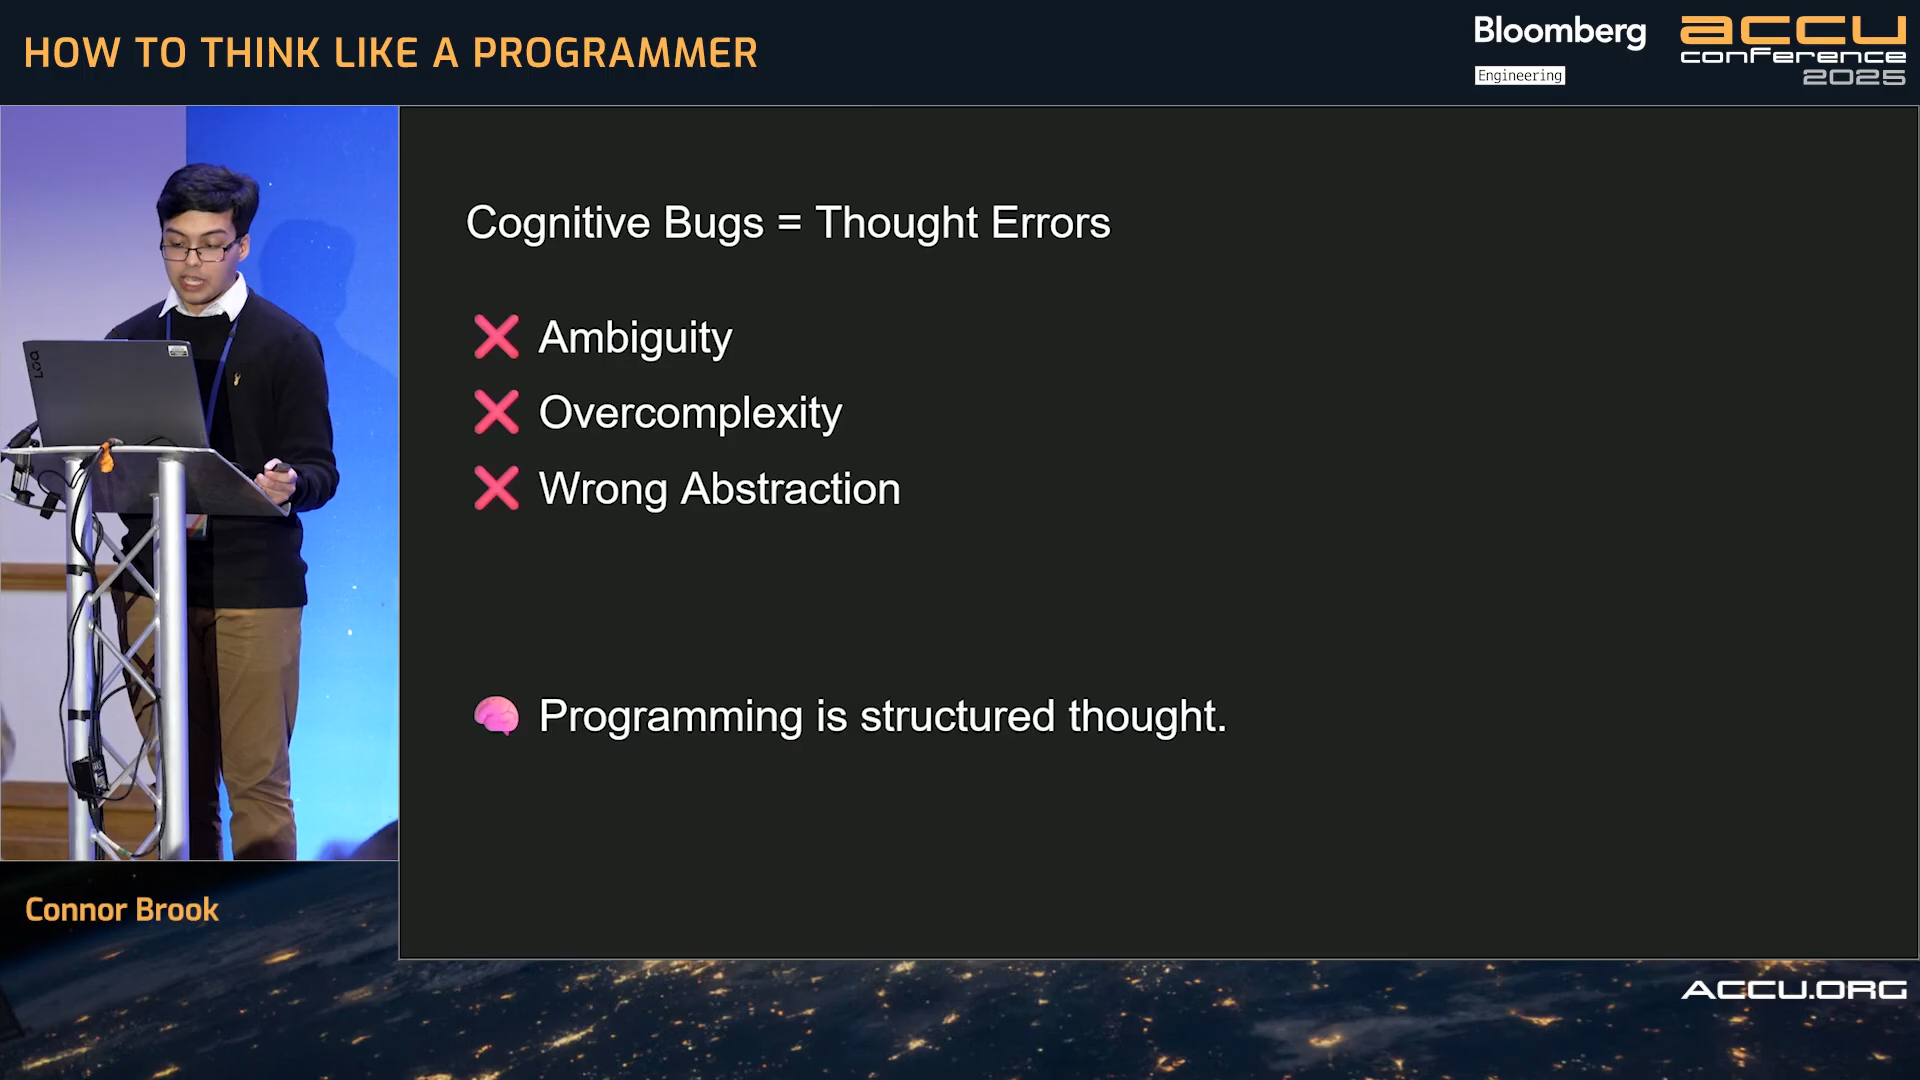 HOW TO THINK LIKE A PROGRAMMER
Bloomberg
Engineering
accu
conference
2025
Cognitive Bugs = Thought Errors
❌ Ambiguity
❌ Overcomplexity
❌ Wrong Abstraction
🧠 Programming is structured thought.
LOQ
Connor Brook
ACCU.ORG